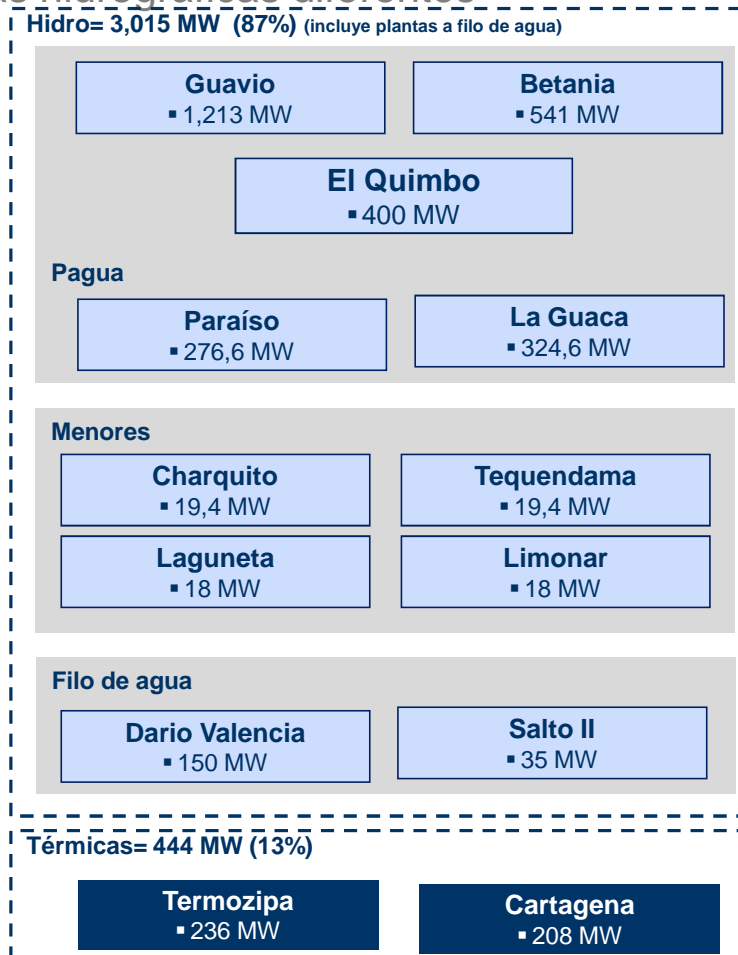 hidrográficas diferentes
Hidro= 3,015 MW (87%) (incluye plantas a filo de agua)
Guavio
▪ 1,213 MW
Betania
▪ 541 MW
El Quimbo
▪ 400 MW
Pagua
Paraíso
▪ 276,6 MW
La Guaca
▪ 324,6 MW
Menores
Charquito
▪ 19,4 MW
Tequendama
▪ 19,4 MW
Laguneta
▪ 18 MW
Limonar
▪ 18 MW
Filo de agua
Dario Valencia
▪ 150 MW
Salto II
▪ 35 MW
Térmicas= 444 MW (13%)
Termozipa
▪ 236 MW
Cartagena
▪ 208 MW